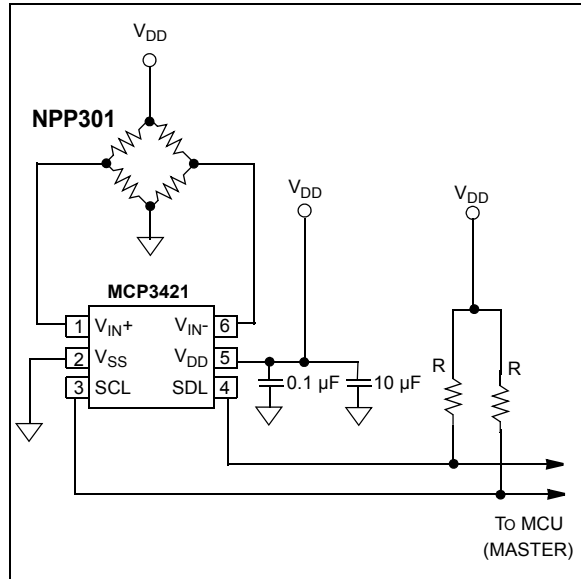 VDD
NPP301
VDD
VDD
MCP3421
1 VIN+ VIN- 6
2 VSS VDD 5
3 SCL SDL 4
0.1 µF 10 µF
R R
TO MCU
(MASTER)